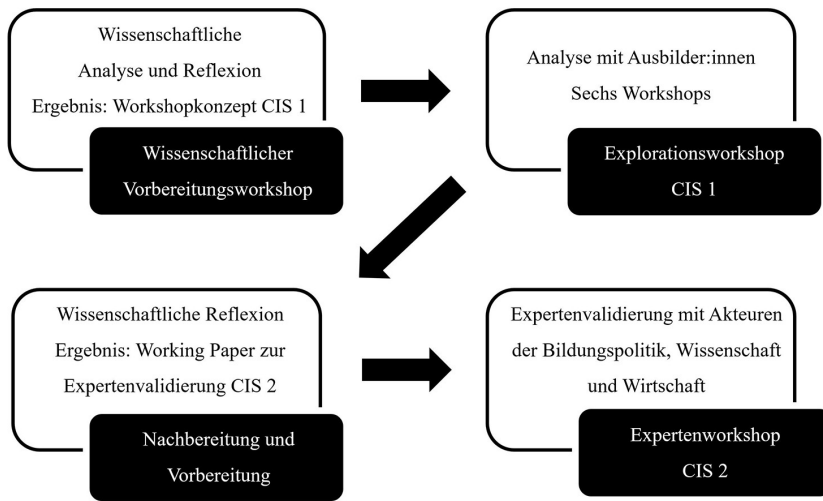 Wissenschaftliche
Analyse und Reflexion
Ergebnis: Workshopkonzept CIS 1
Wissenschaftlicher
Vorbereitungsworkshop
Analyse mit Ausbilder:innen
Sechs Workshops
Explorationsworkshop
CIS 1
Wissenschaftliche Reflexion
Ergebnis: Working Paper zur
Expertenvalidierung CIS 2
Nachbereitung und
Vorbereitung
Expertenvalidierung mit Akteuren
der Bildungspolitik, Wissenschaft
und Wirtschaft
Expertenworkshop
CIS 2